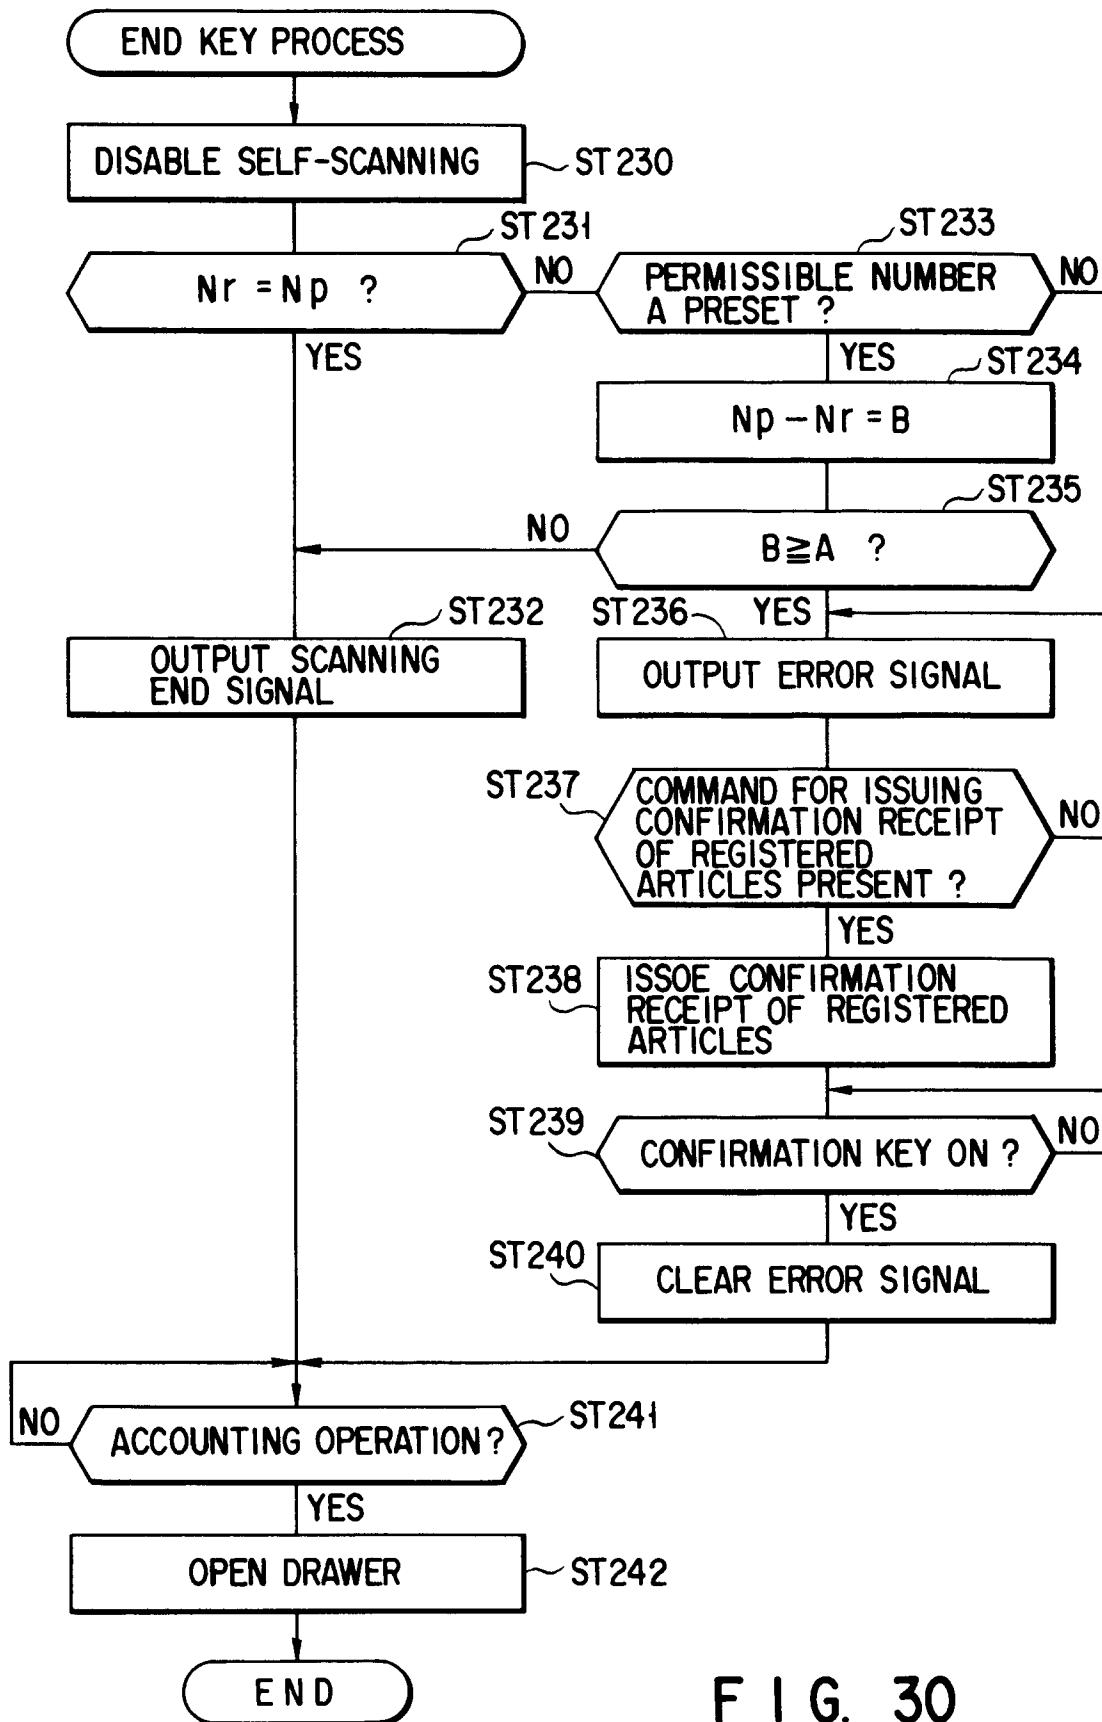 END KEY PROCESS
DISABLE SELF-SCANNING
ST230
ST231
Nr = Np ?
NO
YES
ST233
PERMISSIBLE NUMBER
A PRESET ?
NO
YES
ST234
Np - Nr = B
ST235
B ≧ A ?
NO
YES
ST232
OUTPUT SCANNING
END SIGNAL
ST236
OUTPUT ERROR SIGNAL
ST237
COMMAND FOR ISSUING
CONFIRMATION RECEIPT
OF REGISTERED
ARTICLES PRESENT ?
NO
YES
ST238
ISSOE CONFIRMATION
RECEIPT OF REGISTERED
ARTICLES
ST239
CONFIRMATION KEY ON ?
NO
YES
ST240
CLEAR ERROR SIGNAL
NO
ACCOUNTING OPERATION ?
ST241
YES
OPEN DRAWER
ST242
END
FIG. 30